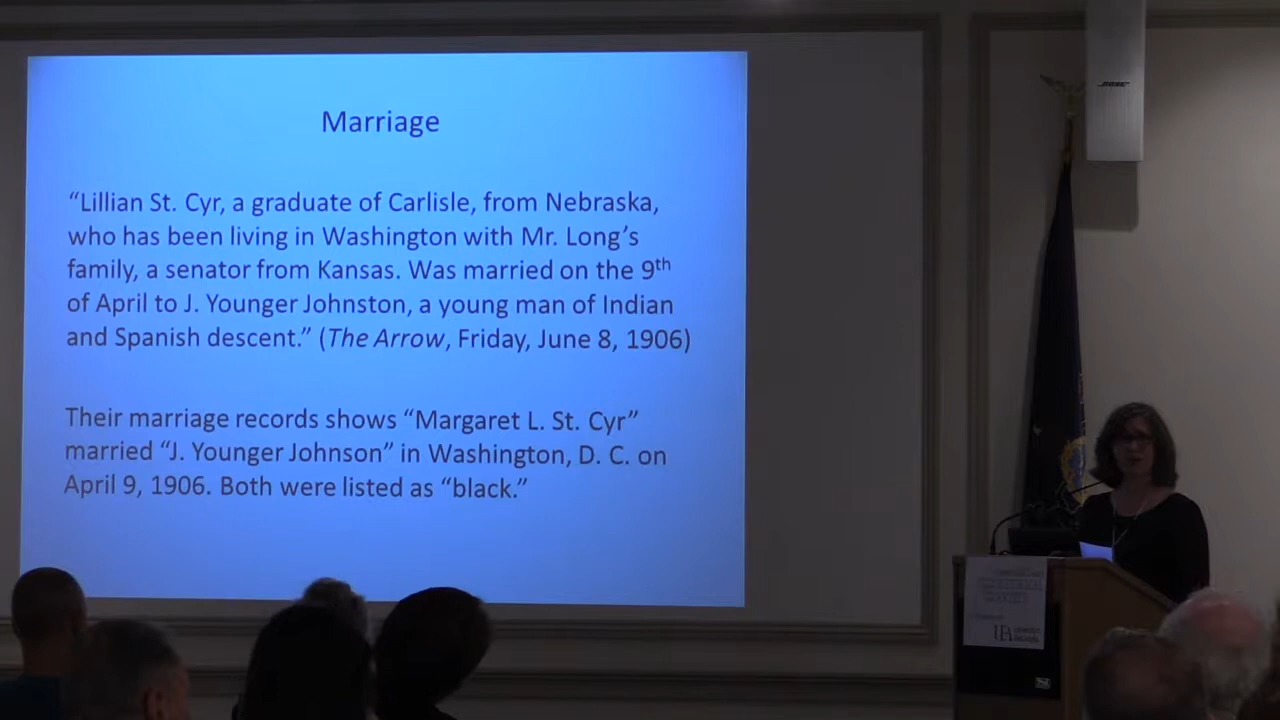 Marriage
“Lillian St. Cyr, a graduate of Carlisle, from Nebraska,
who has been living in Washington with Mr. Long’s
family, a senator from Kansas. Was married on the 9th
of April to J. Younger Johnston, a young man of Indian
and Spanish descent.” (The Arrow, Friday, June 8, 1906)
Their marriage records shows “Margaret L. St. Cyr”
married “J. Younger Johnson” in Washington, D. C. on
April 9, 1906. Both were listed as “black.”
BOSE